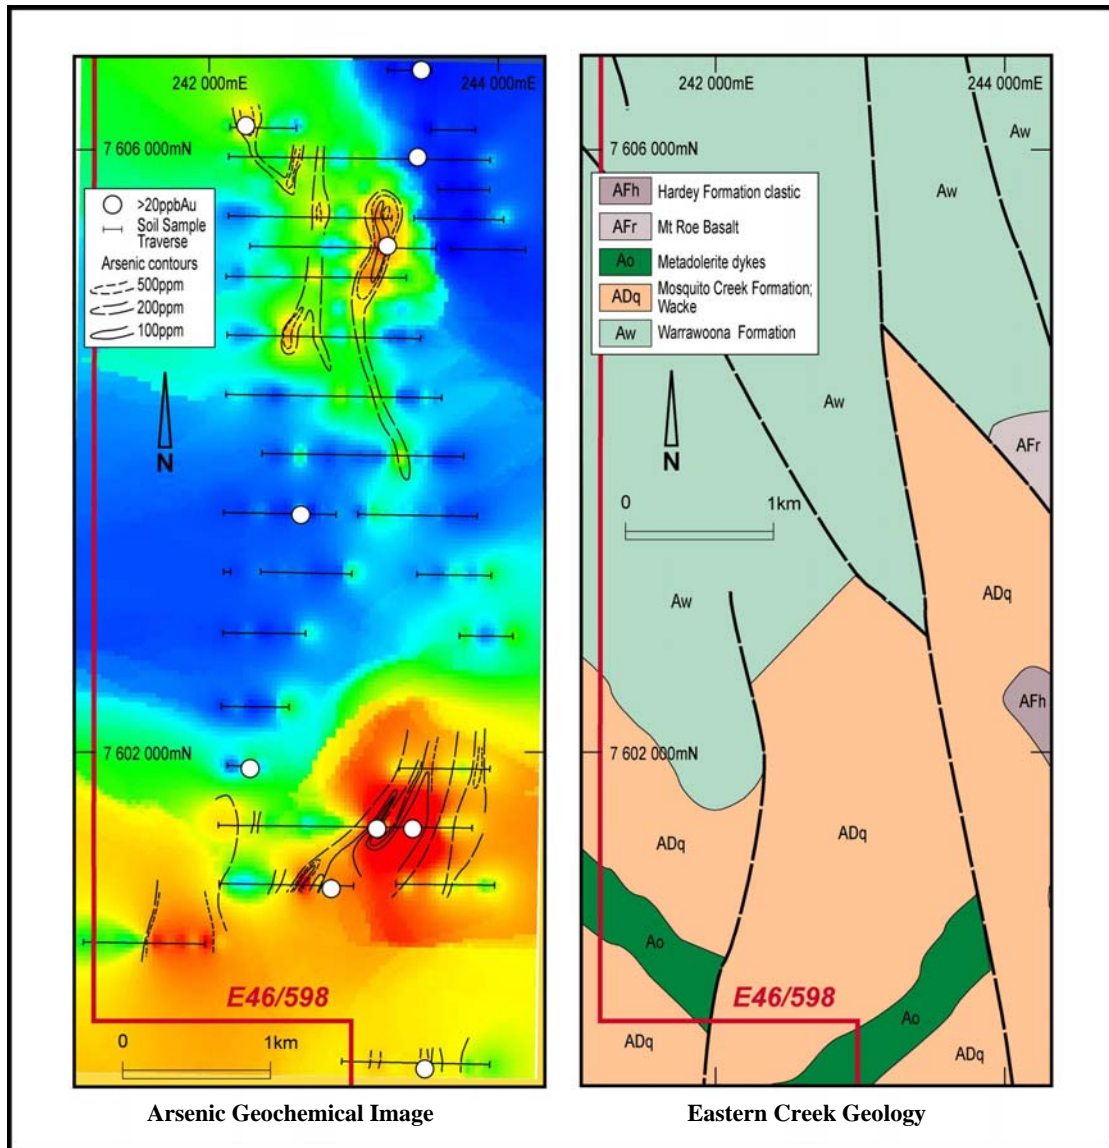 242 000mE
244 000mE
7 606 000mN
>20ppbAu
Soil Sample
Traverse
Arsenic contours
500ppm
200ppm
100ppm
N
7 602 000mN
E46/598
0
1km
Arsenic Geochemical Image
242 000mE
244 000mE
Aw
7 606 000mN
Aw
AFh Hardey Formation clastic
AFr Mt Roe Basalt
Ao Metadolerite dykes
ADq Mosquito Creek Formation;
Wacke
Aw Warrawoona Formation
Aw
AFr
N
0
1km
ADq
Aw
AFh
7 602 000mN
ADq
ADq
Ao
E46/598
Ao
ADq
ADq
Eastern Creek Geology